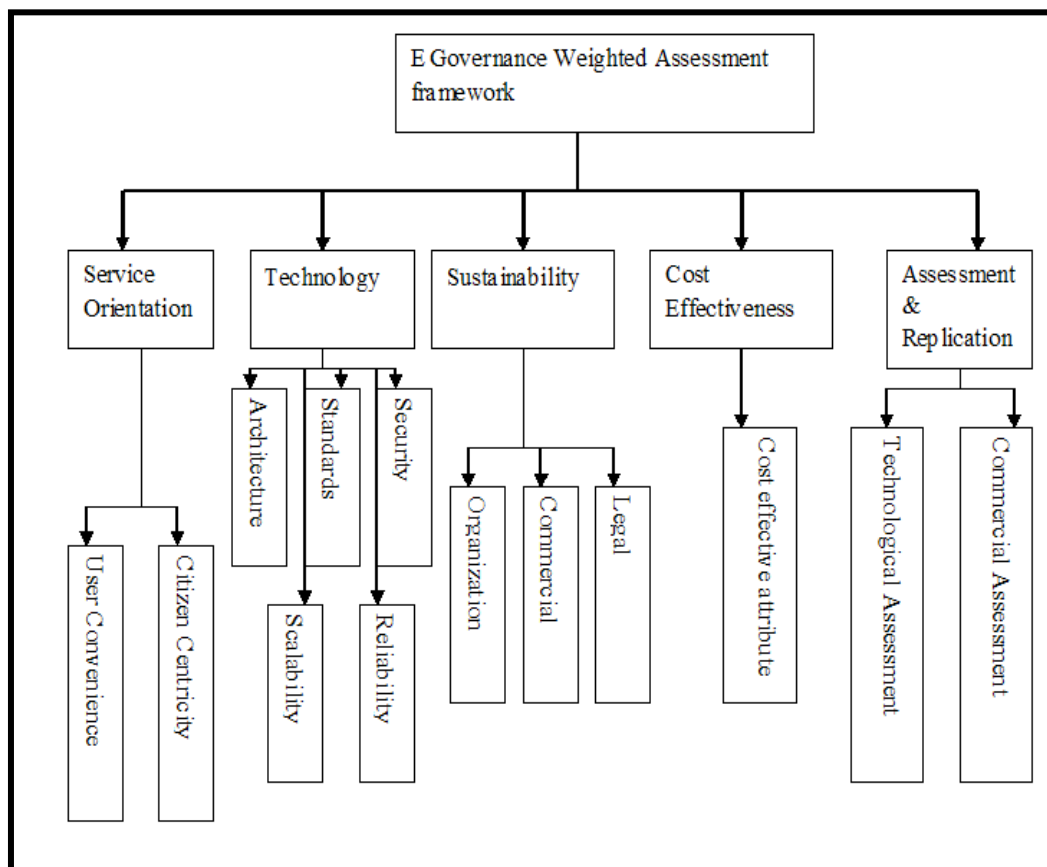 E Governance Weighted Assessment
framework
Service
Orientation
Technology
Sustainability
Cost
Effectiveness
Assessment
&
Replication
Architecture
Standards
Security
Scalability
Reliability
User Convenience
Citizen Centricity
Organization
Commercial
Legal
Cost effective attribute
Technological Assessment
Commercial Assessment